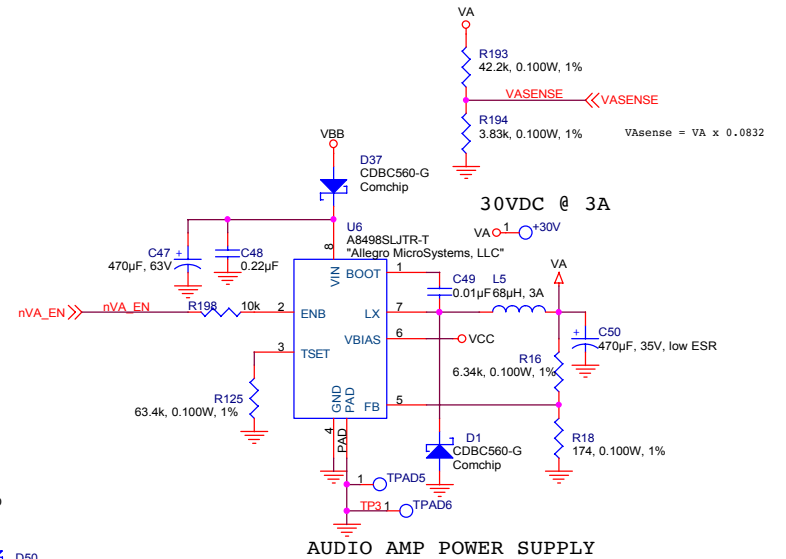 VA
R193
42.2k, 0.100W, 1%
VASENSE
VASENSE
R194
3.83k, 0.100W, 1%
VAsense = VA x 0.0832
VBB
D37
CDBC560-G
Comchip
30VDC @ 3A
VA 1 +30V
U6
A8498SLJTR-T
"Allegro MicroSystems, LLC"
C47
470µF, 63V
+
C48
0.22µF
8
VIN
BOOT
1
C49
0.01µF
L5
68µH, 3A
VA
nVA_EN
nVA_EN
R198
10k
2
ENB
LX
7
VBIAS
6
VCC
+
C50
470µF, 35V, low ESR
3
TSET
R16
6.34k, 0.100W, 1%
R125
63.4k, 0.100W, 1%
GND
PAD
FB
5
4
PAD
D1
CDBC560-G
Comchip
R18
174, 0.100W, 1%
1
TPAD5
TP3
1
TPAD6
AUDIO AMP POWER SUPPLY
D50